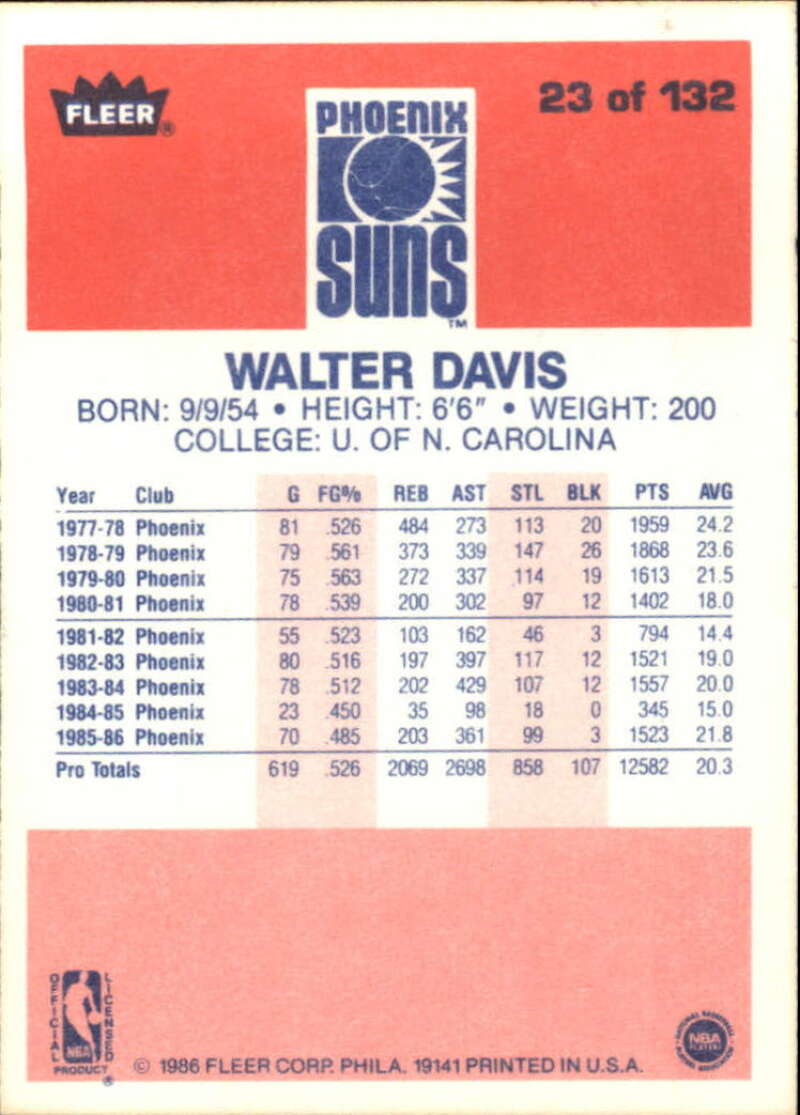 FLEER®
23 of 132
PHOENIX
SUNS
TM
WALTER DAVIS
BORN: 9/9/54 • HEIGHT: 6'6" • WEIGHT: 200
COLLEGE: U. OF N. CAROLINA
Year Club G FG% REB AST STL BLK PTS AVG
1977-78 Phoenix 81 .526 484 273 113 20 1959 24.2
1978-79 Phoenix 79 .561 373 339 147 26 1868 23.6
1979-80 Phoenix 75 .563 272 337 114 19 1613 21.5
1980-81 Phoenix 78 .539 200 302 97 12 1402 18.0
1981-82 Phoenix 55 .523 103 162 46 3 794 14.4
1982-83 Phoenix 80 .516 197 397 117 12 1521 19.0
1983-84 Phoenix 78 .512 202 429 107 12 1557 20.0
1984-85 Phoenix 23 .450 35 98 18 0 345 15.0
1985-86 Phoenix 70 .485 203 361 99 3 1523 21.8
Pro Totals 619 .526 2069 2698 858 107 12582 20.3
OFFICIAL
LICENSED
NBA
PRODUCT®
© 1986 FLEER CORP. PHILA. 19141 PRINTED IN U.S.A.
NATIONAL BASKETBALL
NBA
PLAYERS
PLAYERS ASSOCIATION